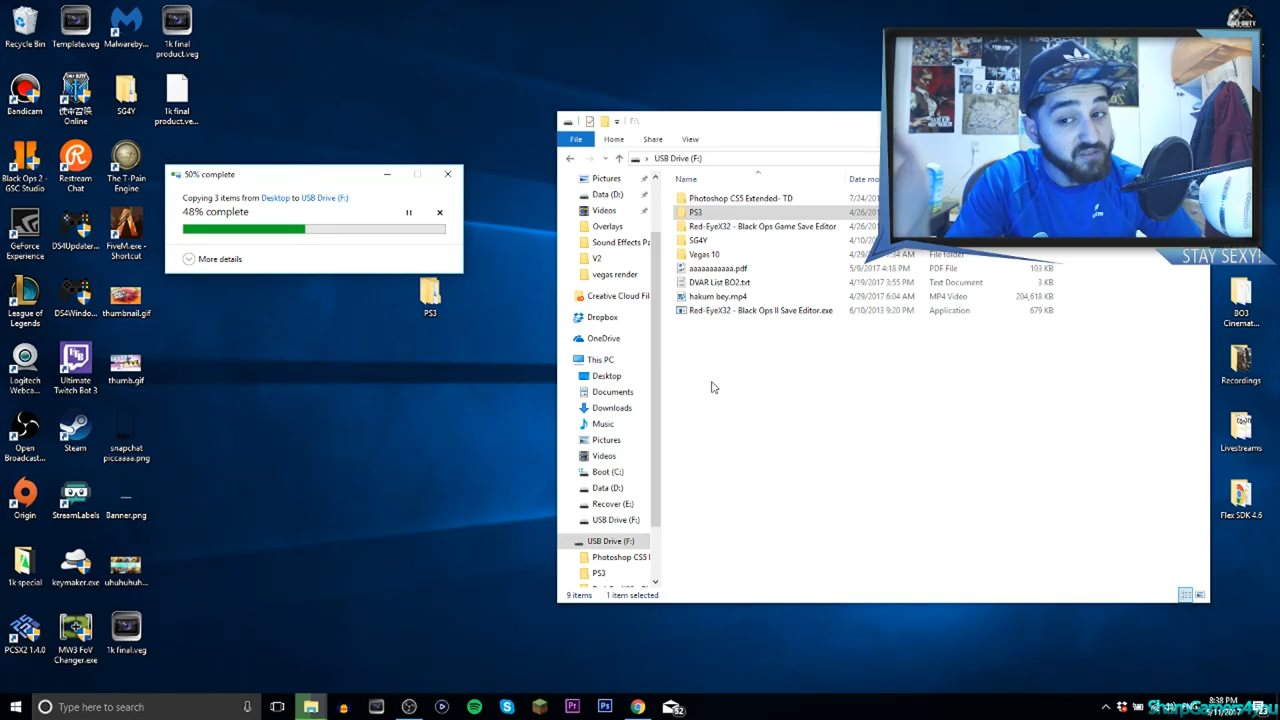 Recycle Bin
Template.veg
Malwareby...
1k final
product.veg
Bandicam
使命召唤
Online
SG4Y
1k final
product.ve...
Black Ops 2 -
GSC Studio
Restream
Chat
The T-Pain
Engine
GeForce
Experience
DS4Updater...
FiveM.exe -
Shortcut
League of
Legends
DS4Windo...
thumbnail.gif
Logitech
Webca...
Ultimate
Twitch Bot 3
thumb.gif
Open
Broadcast...
Steam
snapchat
piccaaaa.png
Origin
StreamLabels
Banner.png
1k special
keymaker.exe
uhuhuhuh...
PCSX2 1.4.0
MW3 FoV
Changer.exe
1k final.veg
50% complete
Copying 3 items from Desktop to USB Drive (F:)
48% complete
More details
PS3
F:\
File Home Share View
USB Drive (F:)
Pictures
Data (D:)
Videos
Overlays
Sound Effects Pa
V2
vegas render
Creative Cloud Fil
Dropbox
OneDrive
This PC
Desktop
Documents
Downloads
Music
Pictures
Videos
Boot (C:)
Data (D:)
Recover (E:)
USB Drive (F:)
USB Drive (F:)
Photoshop CS5 I
PS3
Name
Date mo
Photoshop CS5 Extended- TD 7/24/201
PS3 4/26/201
Red-EyeX32 - Black Ops Game Save Editor 4/26/201
SG4Y 4/10/
Vegas 10 File folder
aaaaaaaaaaa.pdf 5/9/2017 4:18 PM PDF File 103 KB
DVAR List BO2.txt 4/19/2017 3:55 PM Text Document 3 KB
hakum bey.mp4 4/29/2017 6:04 AM MP4 Video 204,618 KB
Red-EyeX32 - Black Ops II Save Editor.exe 6/10/2013 9:20 PM Application 679 KB
9 items 1 item selected
STAY SEXY!
BO3
Cinemat...
Recordings
Livestreams
Flex SDK 4.6
Type here to search
52
ENG
8:38 PM
5/11/2017
SharpGamers4you